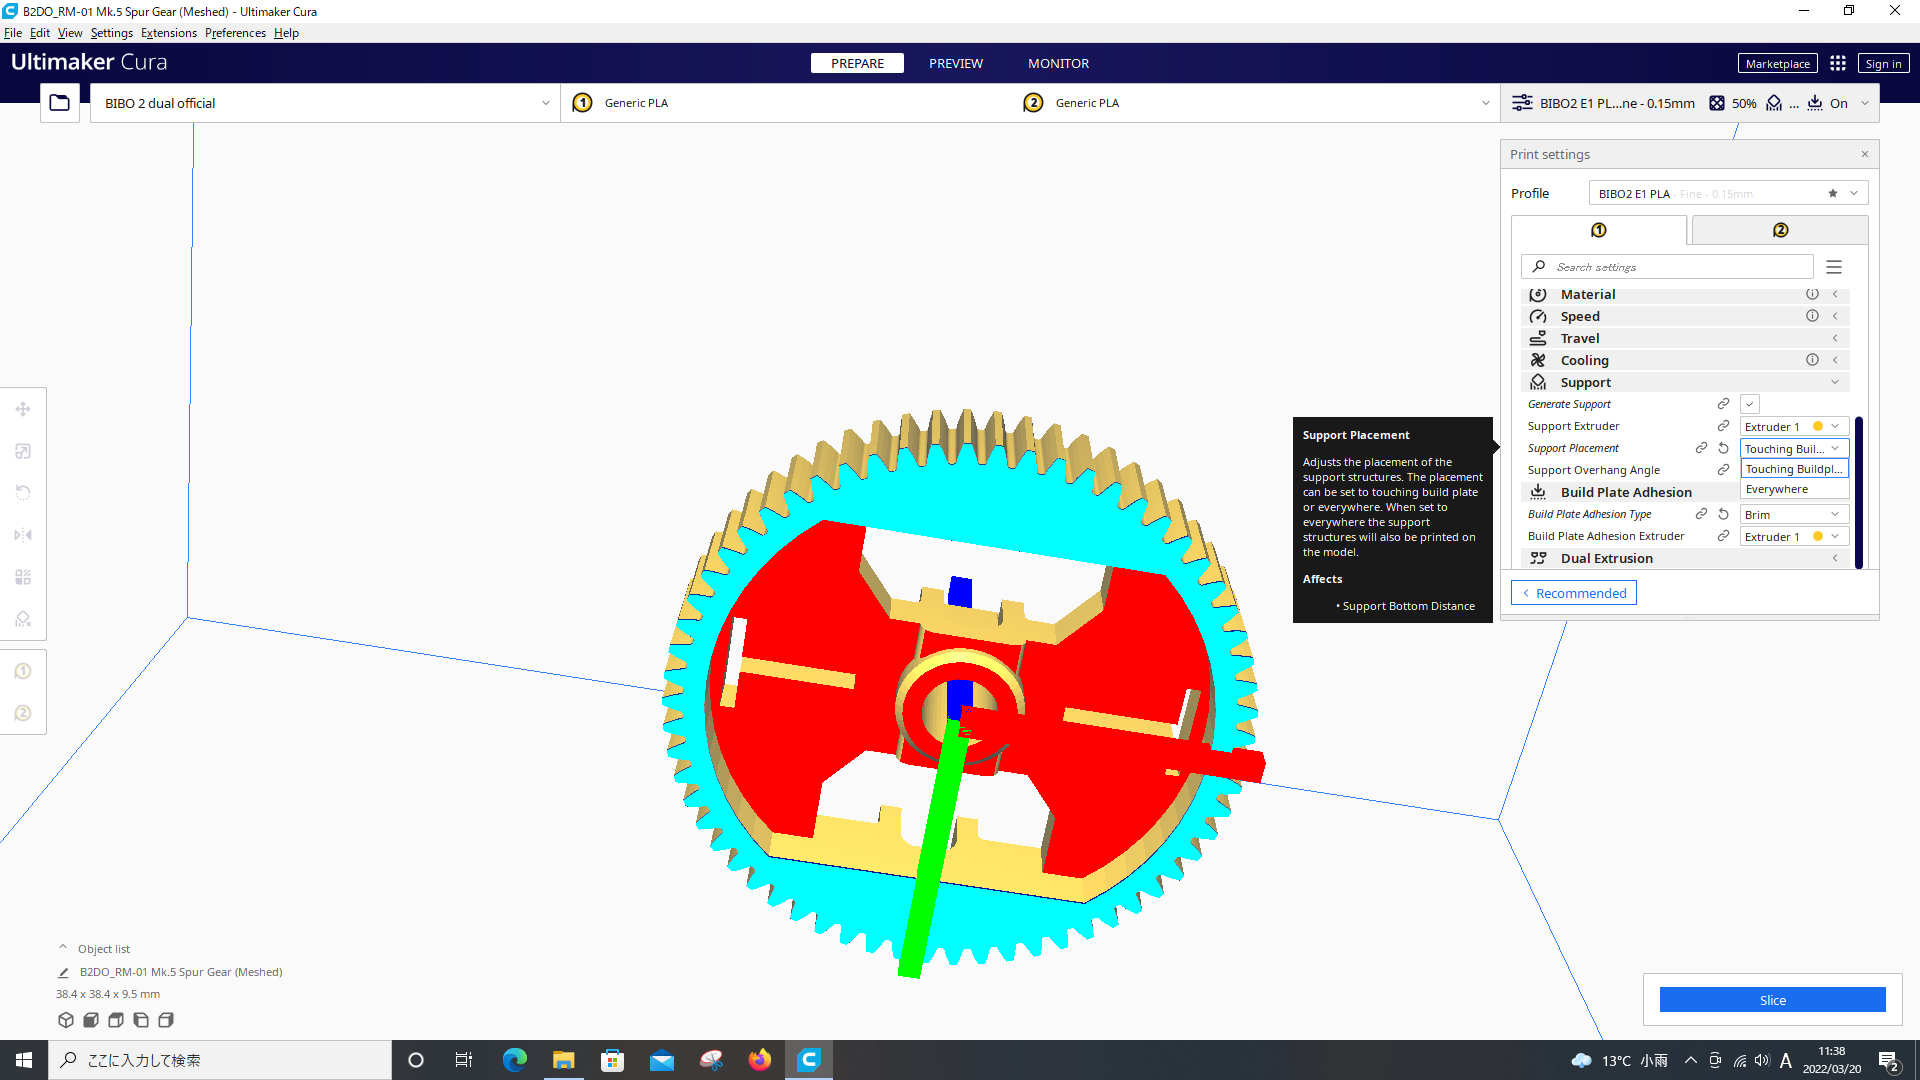 B2DO_RM-01 Mk.5 Spur Gear (Meshed) - Ultimaker Cura
File Edit View Settings Extensions Preferences Help
Ultimaker Cura
PREPARE PREVIEW MONITOR
Marketplace Sign in
BIBO 2 dual official
1 Generic PLA
2 Generic PLA
BIBO2 E1 PL...ne - 0.15mm 50% ... On
Print settings
Profile BIBO2 E1 PLA - Fine - 0.15mm
1 2
Search settings
Material
Speed
Travel
Cooling
Support
Generate Support
Support Extruder Extruder 1
Support Placement Touching Buil...
Touching Buildpl...
Everywhere
Support Overhang Angle
Build Plate Adhesion
Build Plate Adhesion Type Brim
Build Plate Adhesion Extruder Extruder 1
Dual Extrusion
Recommended
Support Placement
Adjusts the placement of the
support structures. The placement
can be set to touching build plate
or everywhere. When set to
everywhere the support
structures will also be printed on
the model.
Affects
• Support Bottom Distance
1
2
Object list
B2DO_RM-01 Mk.5 Spur Gear (Meshed)
38.4 x 38.4 x 9.5 mm
Slice
ここに入力して検索
13°C 小雨
A
11:38
2022/03/20
2